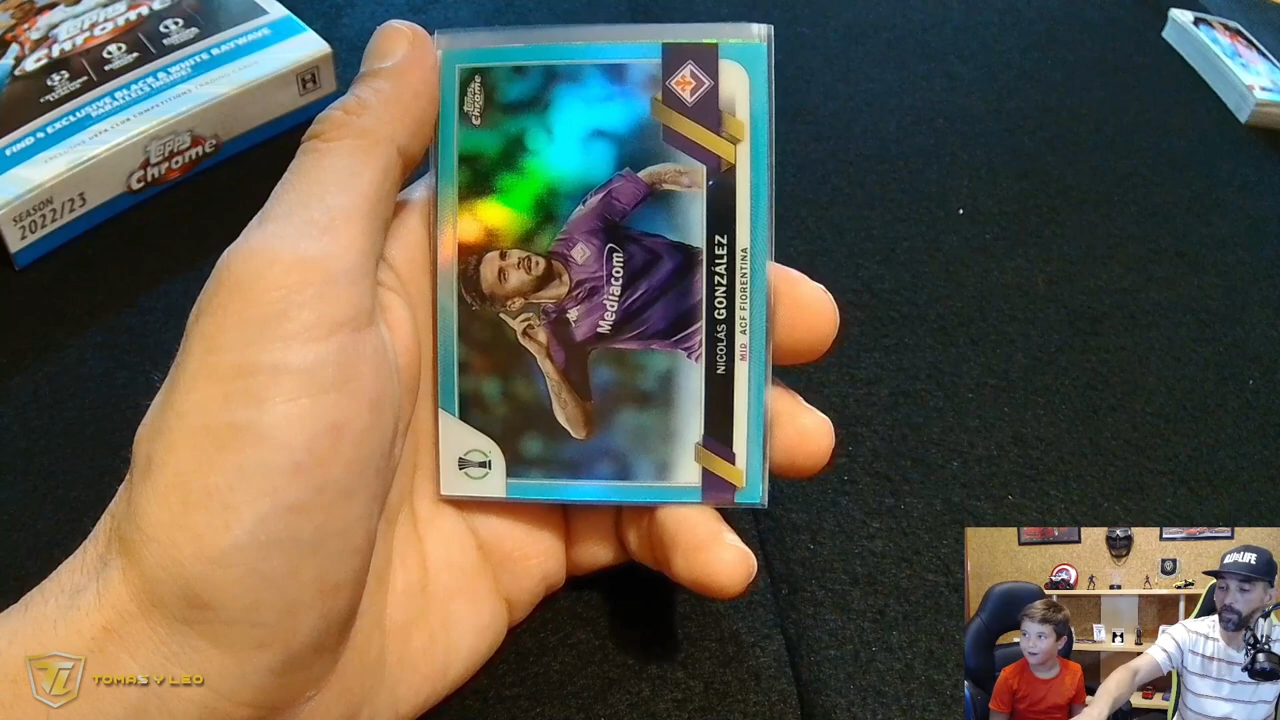 Topps
Chrome
FIND 4 EXCLUSIVE BLACK & WHITE RAYWAVE
PARALLELS INSIDE!
Topps
Chrome
SEASON
2022/23
Topps
Chrome
Mediacom
NICOLÁS GONZÁLEZ
MID ACF FIORENTINA
TOMAS Y LEO